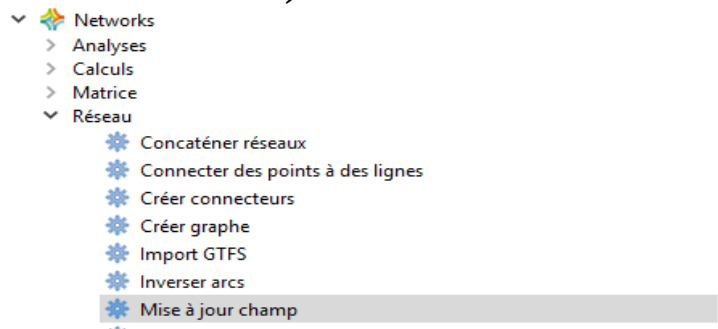 Networks
Analyses
Calculs
Matrice
Réseau
Concaténer réseaux
Connecter des points à des lignes
Créer connecteurs
Créer graphe
Import GTFS
Inverser arcs
Mise à jour champ